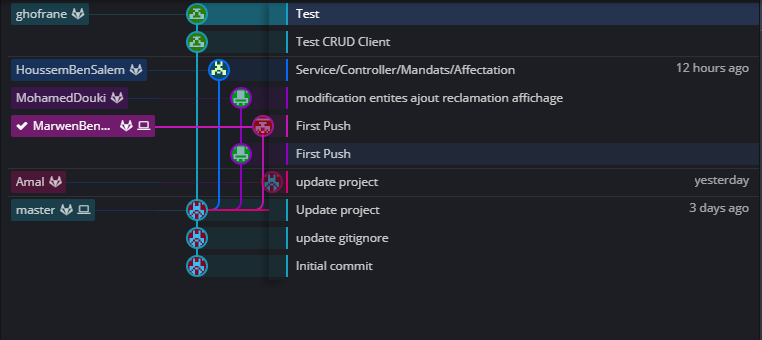 ghofrane Test
Test CRUD Client
HoussemBenSalem Service/Controller/Mandats/Affectation 12 hours ago
MohamedDouki modification entites ajout reclamation affichage
MarwenBen... First Push
First Push
Amal update project yesterday
master Update project 3 days ago
update gitignore
Initial commit